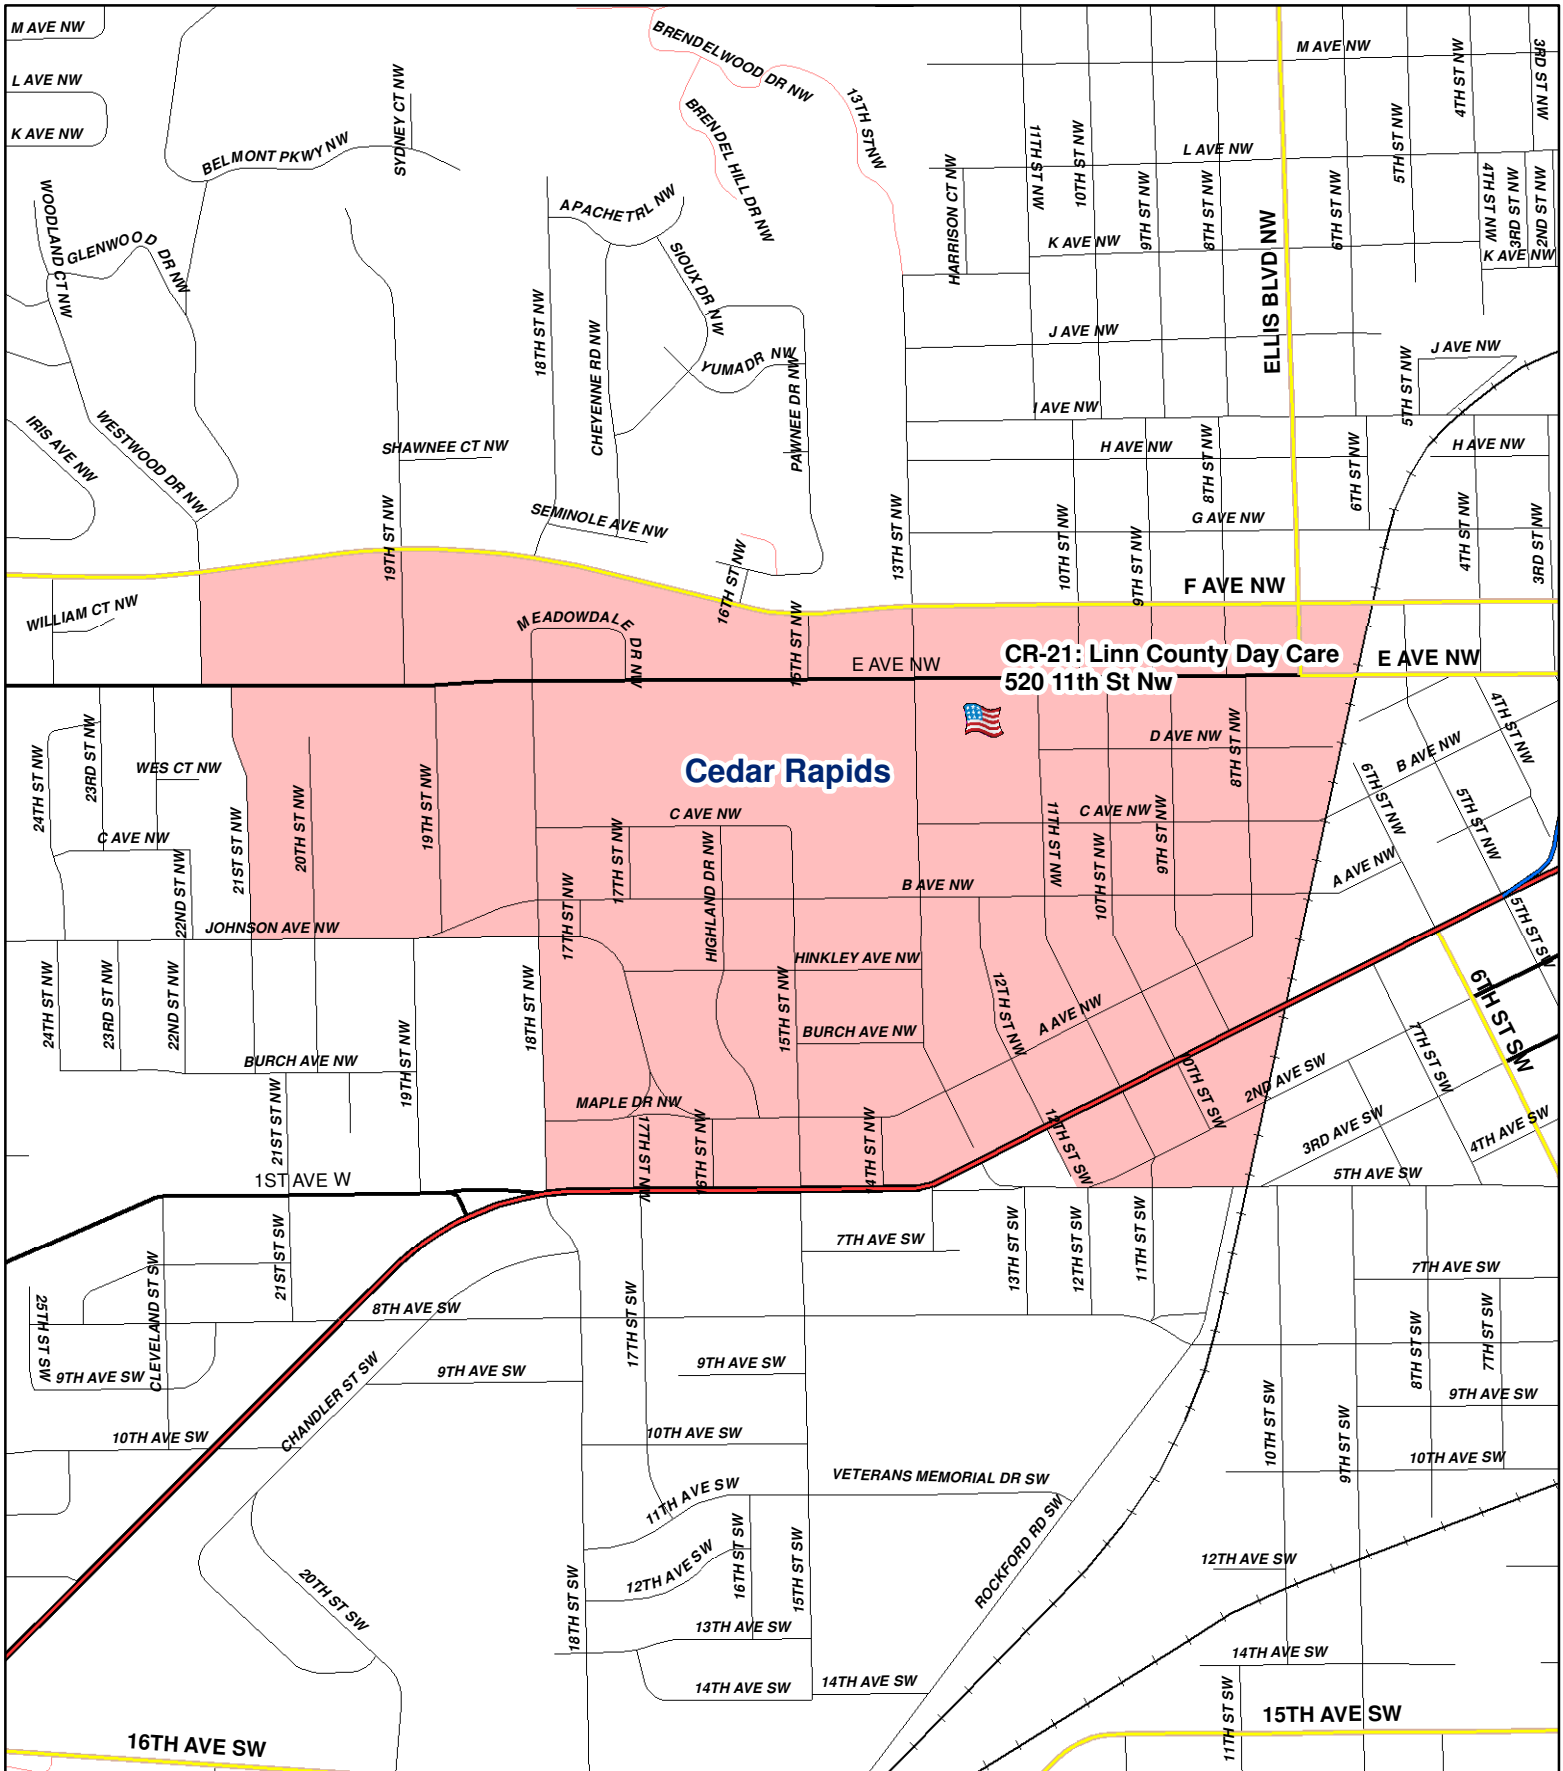 M AVE NW
L AVE NW
K AVE NW
BELMONT PKWY NW
SYDNEY CT NW
BRENDELWOOD DR NW
BRENDEL HILL DR NW
13TH ST NW
M AVE NW
4TH ST NW
3RD ST NW
11TH ST NW
10TH ST NW
L AVE NW
5TH ST NW
HARRISON CT NW
9TH ST NW
8TH ST NW
6TH ST NW
4TH ST NW
3RD ST NW
2ND ST NW
K AVE NW
K AVE NW
WOODLAND CT NW
GLENWOOD DR NW
APACHE TRL NW
SIOUX DR NW
18TH ST NW
CHEYENNE RD NW
YUMA DR NW
PAWNEE DR NW
ELLIS BLVD NW
J AVE NW
J AVE NW
5TH ST NW
I AVE NW
IRIS AVE NW
WESTWOOD DR NW
SHAWNEE CT NW
H AVE NW
H AVE NW
8TH ST NW
6TH ST NW
SEMINOLE AVE NW
19TH ST NW
13TH ST NW
G AVE NW
10TH ST NW
9TH ST NW
4TH ST NW
3RD ST NW
16TH ST NW
F AVE NW
WILLIAM CT NW
MEADOWDALE DR NW
15TH ST NW
E AVE NW
CR-21: Linn County Day Care
520 11th St Nw
E AVE NW
24TH ST NW
23RD ST NW
WES CT NW
D AVE NW
8TH ST NW
4TH ST NW
B AVE NW
Cedar Rapids
6TH ST NW
5TH ST NW
C AVE NW
21ST ST NW
20TH ST NW
19TH ST NW
C AVE NW
17TH ST NW
HIGHLAND DR NW
C AVE NW
11TH ST NW
10TH ST NW
9TH ST NW
A AVE NW
22ND ST NW
B AVE NW
JOHNSON AVE NW
17TH ST NW
5TH ST SW
24TH ST NW
23RD ST NW
22ND ST NW
18TH ST NW
HINKLEY AVE NW
15TH ST NW
12TH ST NW
A AVE NW
6TH ST SW
BURCH AVE NW
BURCH AVE NW
19TH ST NW
21ST ST NW
7TH ST SW
10TH ST SW
2ND AVE SW
MAPLE DR NW
17TH ST NW
16TH ST NW
14TH ST NW
12TH ST SW
3RD AVE SW
4TH AVE SW
5TH AVE SW
1ST AVE W
21ST ST SW
7TH AVE SW
13TH ST SW
12TH ST SW
11TH ST SW
7TH AVE SW
25TH ST SW
CLEVELAND ST SW
8TH AVE SW
17TH ST SW
8TH ST SW
7TH ST SW
9TH AVE SW
CHANDLER ST SW
9TH AVE SW
9TH AVE SW
9TH AVE SW
10TH AVE SW
10TH AVE SW
10TH ST SW
9TH ST SW
10TH AVE SW
11TH AVE SW
VETERANS MEMORIAL DR SW
ROCKFORD RD SW
12TH AVE SW
16TH ST SW
15TH ST SW
12TH AVE SW
20TH ST SW
18TH ST SW
13TH AVE SW
14TH AVE SW
14TH AVE SW
14TH AVE SW
11TH ST SW
15TH AVE SW
16TH AVE SW